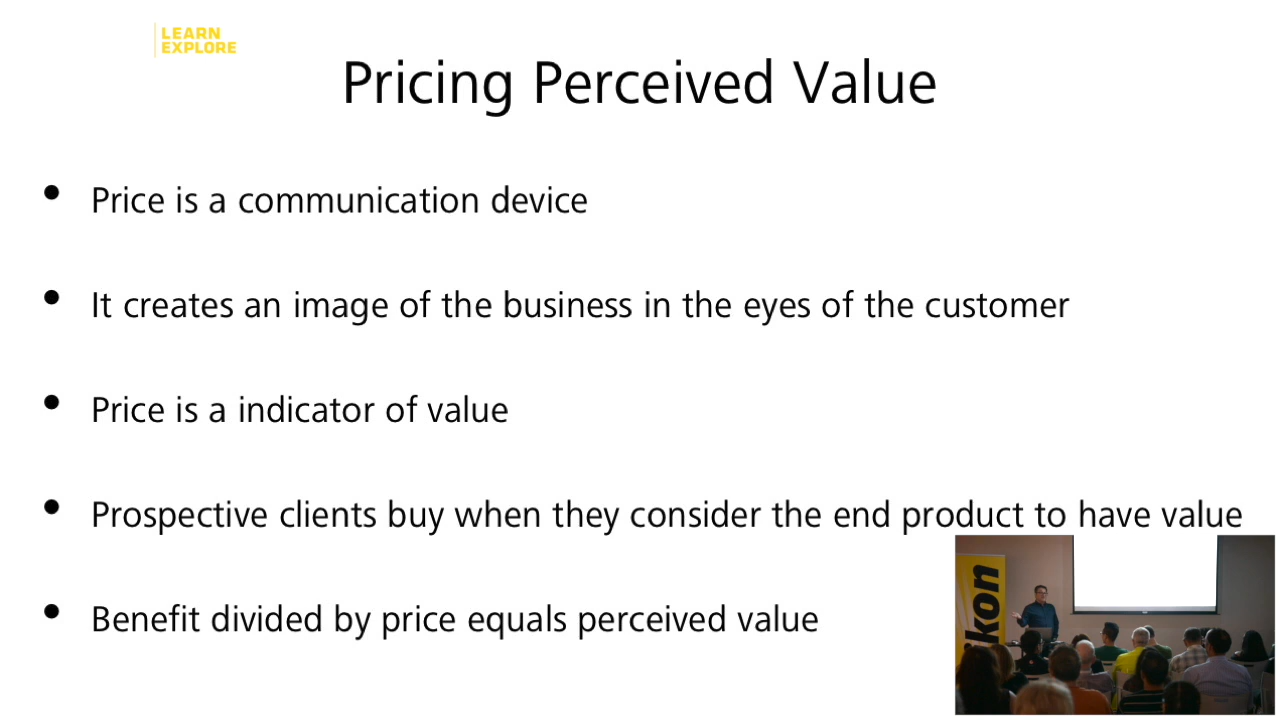 LEARN
EXPLORE
Pricing Perceived Value
• Price is a communication device
• It creates an image of the business in the eyes of the customer
• Price is a indicator of value
• Prospective clients buy when they consider the end product to have value
• Benefit divided by price equals perceived value
ikon